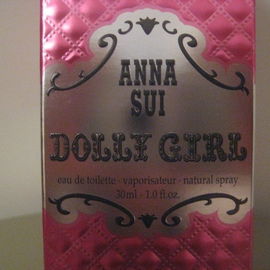 ANNA
SUI
DOLLY GIRL
eau de toilette - vaporisateur - natural spray
30ml - 1.0 fl.oz.